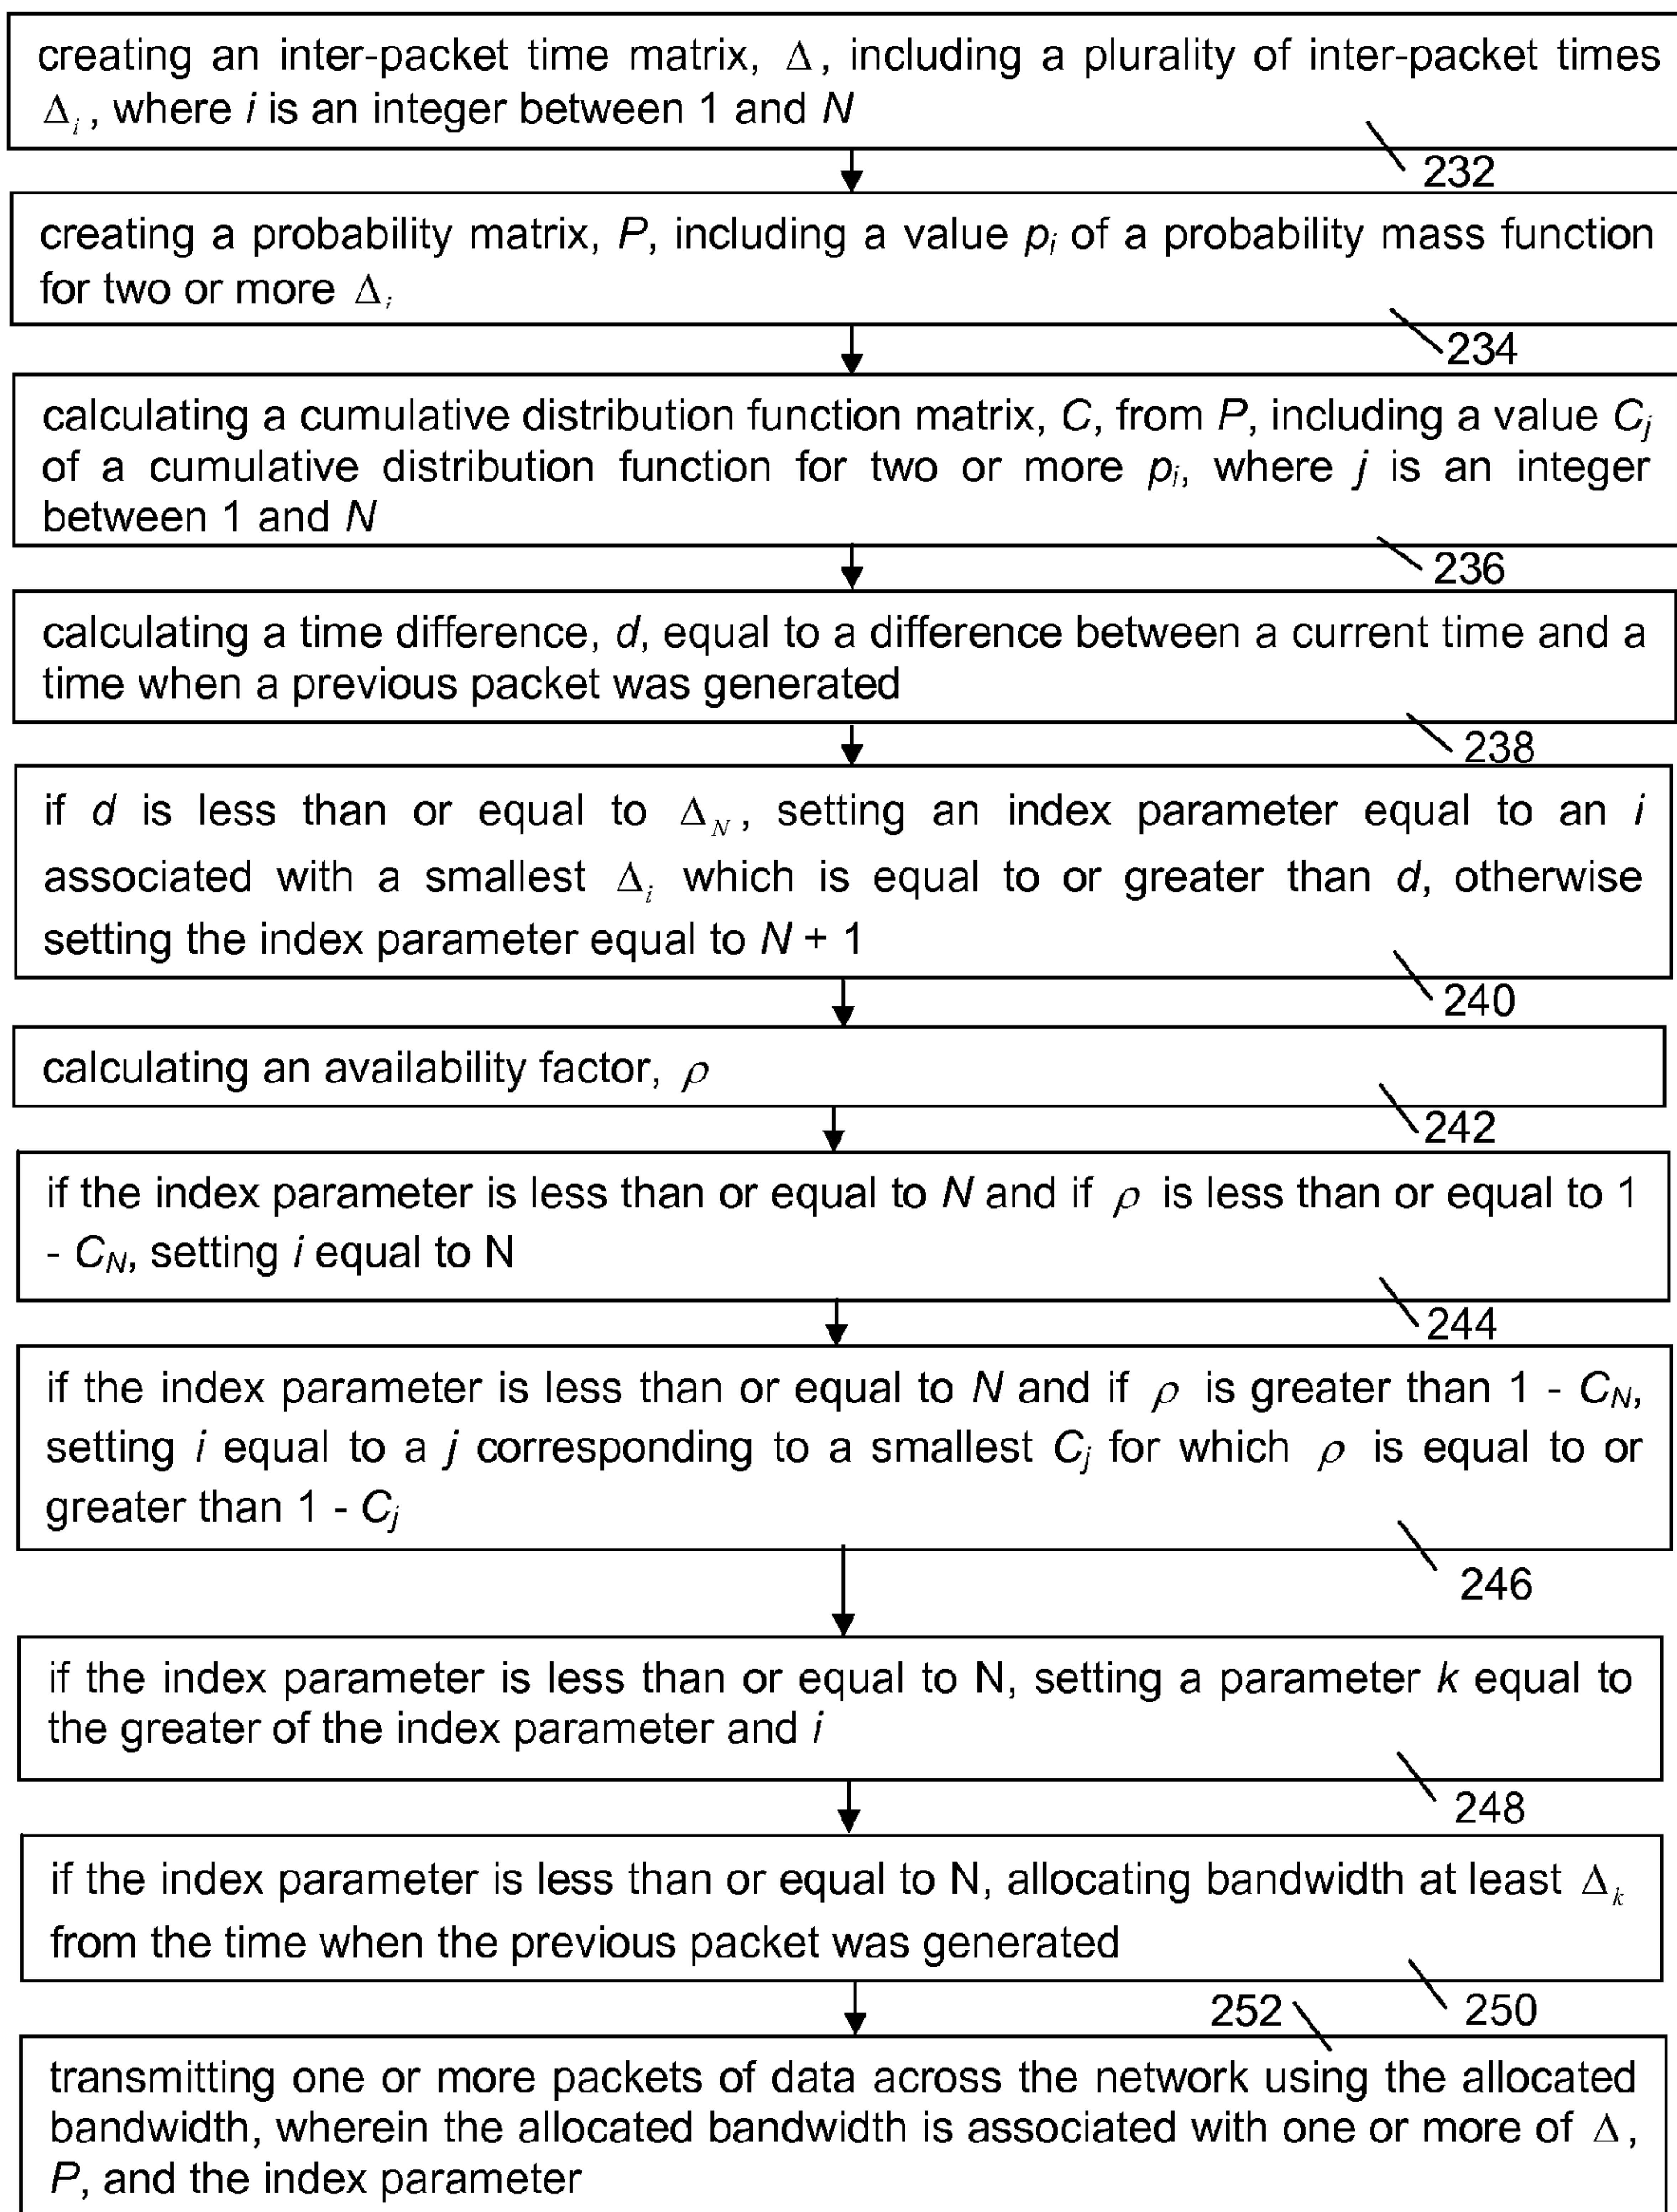 creating an inter-packet time matrix, Δ, including a plurality of inter-packet times
Δᵢ, where i is an integer between 1 and N
232
creating a probability matrix, P, including a value pᵢ of a probability mass function
for two or more Δᵢ
234
calculating a cumulative distribution function matrix, C, from P, including a value Cⱼ
of a cumulative distribution function for two or more pᵢ, where j is an integer
between 1 and N
236
calculating a time difference, d, equal to a difference between a current time and a
time when a previous packet was generated
238
if d is less than or equal to Δ_N, setting an index parameter equal to an i
associated with a smallest Δᵢ which is equal to or greater than d, otherwise
setting the index parameter equal to N + 1
240
calculating an availability factor, ρ
242
if the index parameter is less than or equal to N and if ρ is less than or equal to 1
- C_N, setting i equal to N
244
if the index parameter is less than or equal to N and if ρ is greater than 1 - C_N,
setting i equal to a j corresponding to a smallest Cⱼ for which ρ is equal to or
greater than 1 - Cⱼ
246
if the index parameter is less than or equal to N, setting a parameter k equal to
the greater of the index parameter and i
248
if the index parameter is less than or equal to N, allocating bandwidth at least Δₖ
from the time when the previous packet was generated
250
252
transmitting one or more packets of data across the network using the allocated
bandwidth, wherein the allocated bandwidth is associated with one or more of Δ,
P, and the index parameter